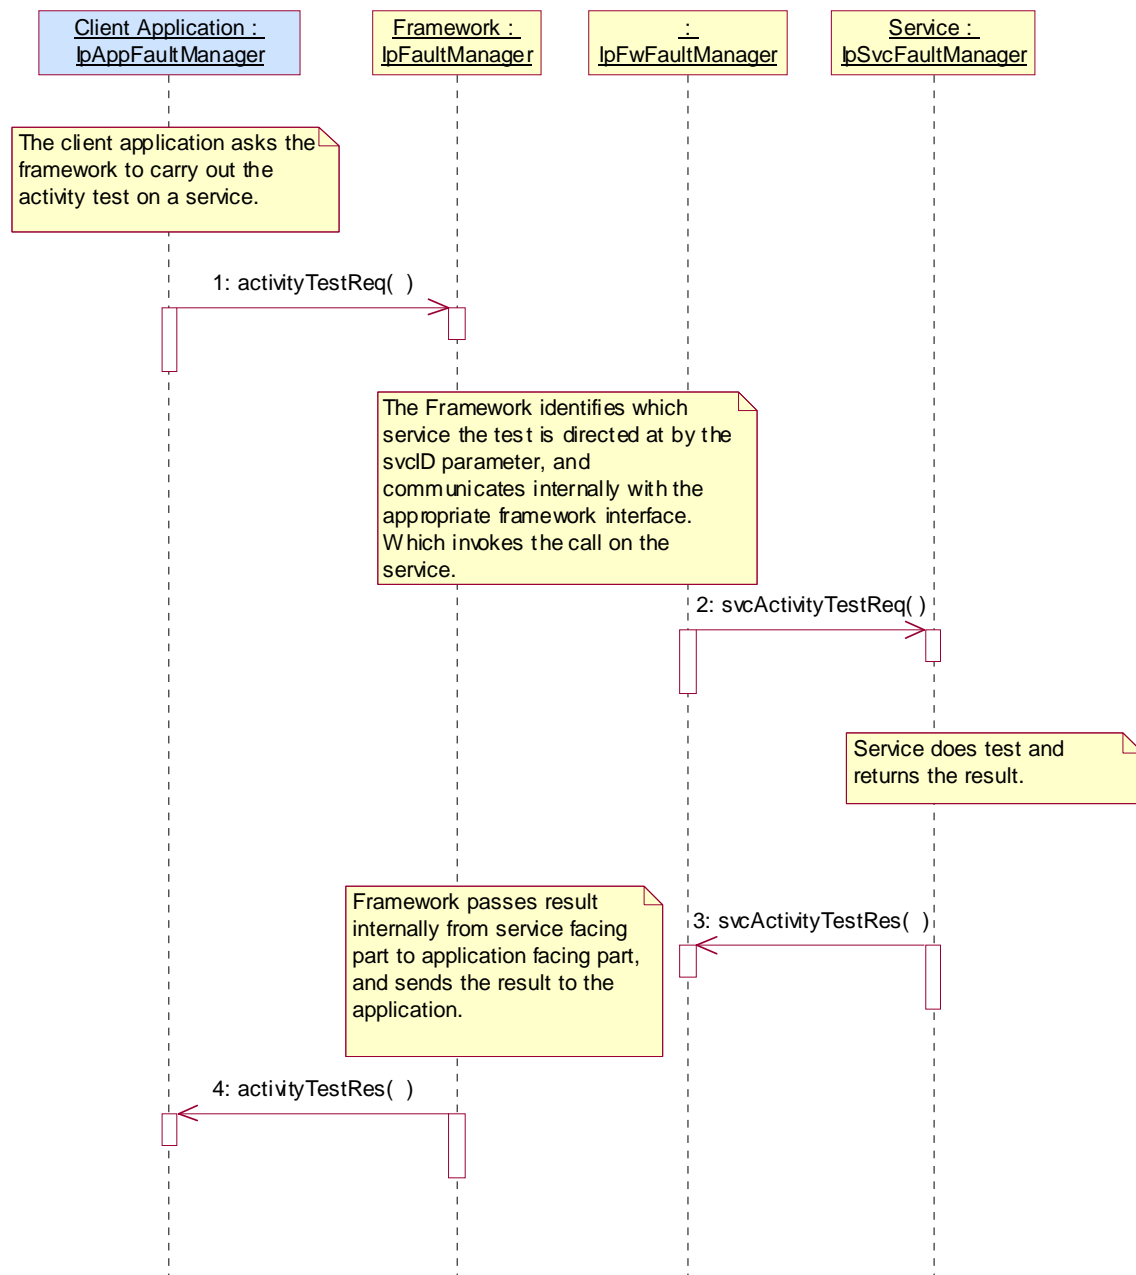 Client Application :
IpAppFaultManager
Framework :
IpFaultManager
:
IpFwFaultManager
Service :
IpSvcFaultManager
The client application asks the
framework to carry out the
activity test on a service.
1: activityTestReq(  )
The Framework identifies which
service the test is directed at by the
svcID parameter, and
communicates internally with the
appropriate framework interface.
Which invokes the call on the
service.
2: svcActivityTestReq( )
Service does test and
returns the result.
Framework passes result
internally from service facing
part to application facing part,
and sends the result to the
application.
3: svcActivityTestRes(  )
4: activityTestRes(  )